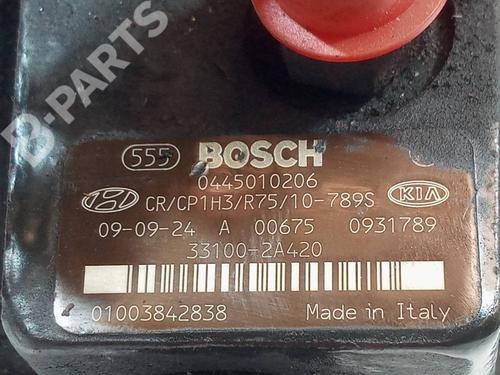 B-PARTS
555 BOSCH
0445010206
CR/CP1H3/R75/10-789S KIA
09-09-24 A 00675 0931789
33100-2A420
01003842838 Made in Italy